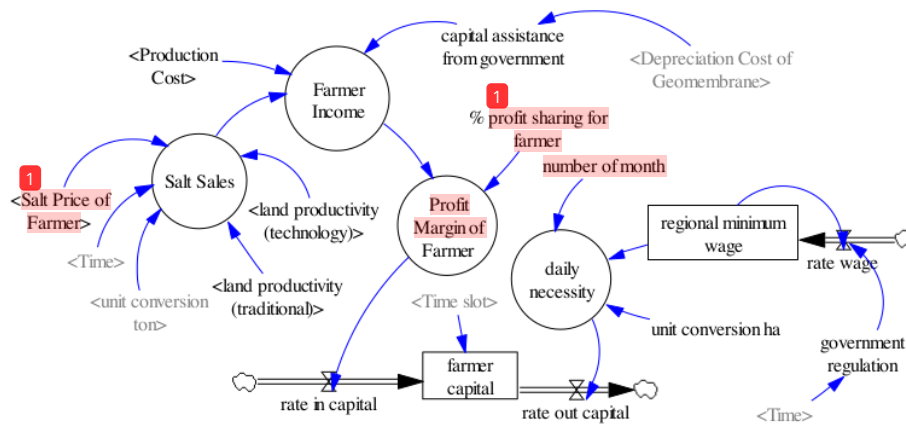 capital assistance
from government
<Production
Cost>
<Depreciation Cost of
Geomembrane>
Farmer
Income
1
% profit sharing for
farmer
number of month
1
<Salt Price of
Farmer>
Salt Sales
<land productivity
(technology)>
Profit
Margin of
Farmer
regional minimum
wage
rate wage
<Time>
<land productivity
(traditional)>
daily
necessity
<unit conversion
ton>
<Time slot>
unit conversion ha
government
regulation
farmer
capital
rate in capital
rate out capital
<Time>